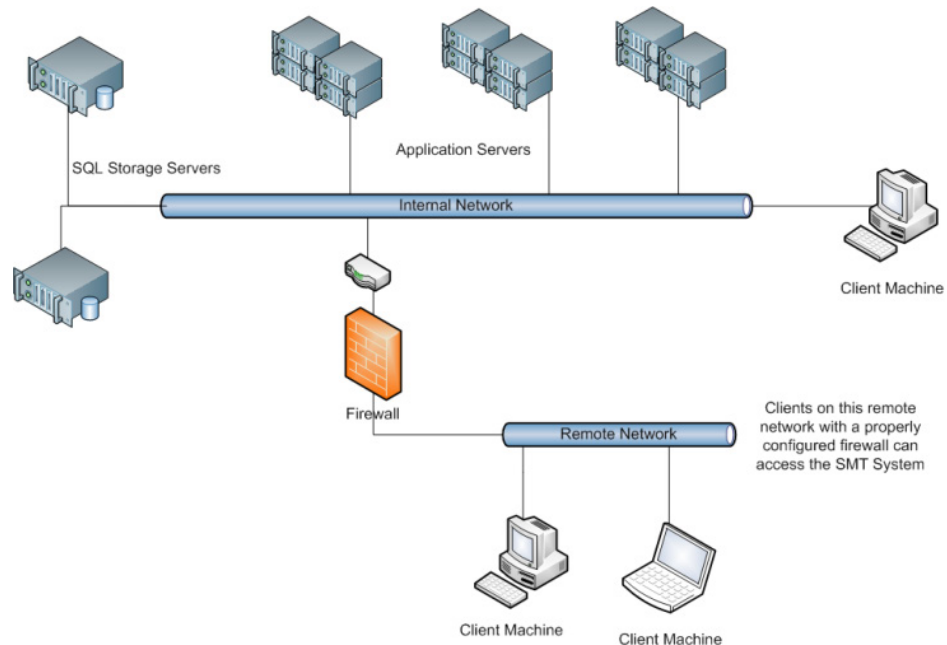 SQL Storage Servers
Application Servers
Internal Network
Client Machine
Firewall
Remote Network
Clients on this remote
network with a properly
configured firewall can
access the SMT System
Client Machine
Client Machine